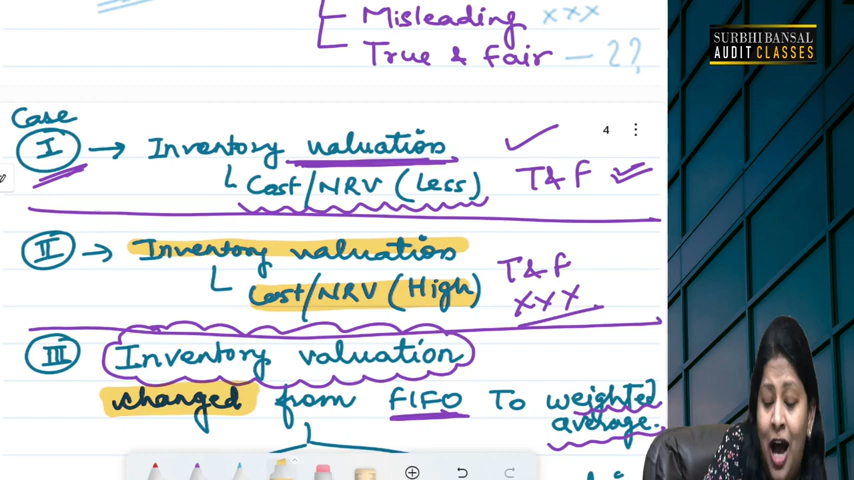 SURBHI BANSAL
AUDIT CLASSES
Misleading xxx
True & fair — 2?
Case
I → Inventory valuation
Cost/NRV (Less) T&F
4
II → Inventory valuation
Cost/NRV (High) T&F
xxx
III Inventory valuation
changed from FIFO To weighted
average.